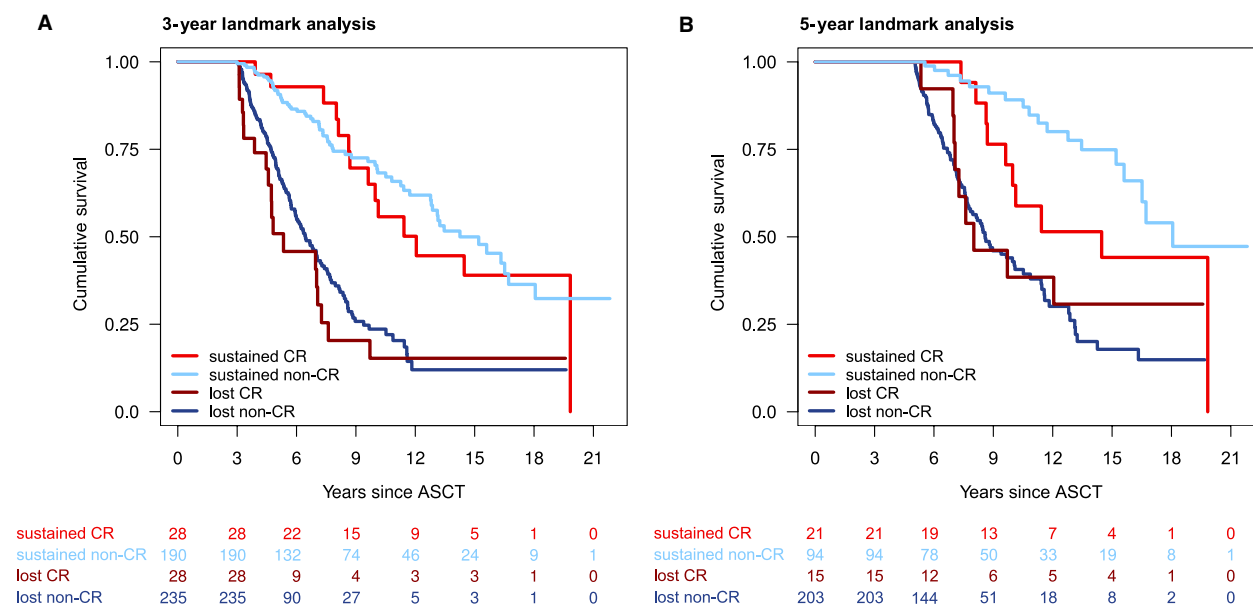 A 3-year landmark analysis
1.00
0.75
0.50
0.25
0.0
Cumulative survival
sustained CR
sustained non-CR
lost CR
lost non-CR
0 3 6 9 12 15 18 21
Years since ASCT
sustained CR 28 28 22 15 9 5 1 0
sustained non-CR 190 190 132 74 46 24 9 1
lost CR 28 28 9 4 3 3 1 0
lost non-CR 235 235 90 27 5 3 1 0
B 5-year landmark analysis
1.00
0.75
0.50
0.25
0.0
Cumulative survival
sustained CR
sustained non-CR
lost CR
lost non-CR
0 3 6 9 12 15 18 21
Years since ASCT
sustained CR 21 21 19 13 7 4 1 0
sustained non-CR 94 94 78 50 33 19 8 1
lost CR 15 15 12 6 5 4 1 0
lost non-CR 203 203 144 51 18 8 2 0